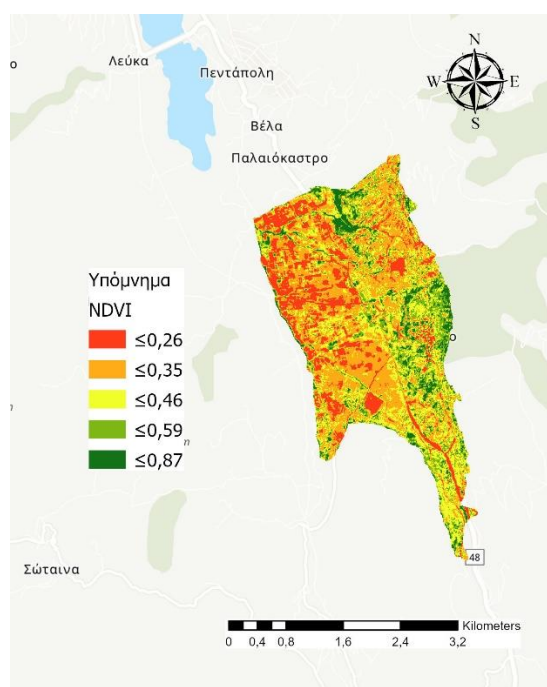 N
W E
S
ο
Λεύκα
Πεντάπολη
Βέλα
Παλαιόκαστρο
Υπόμνημα
NDVI
≤0,26
≤0,35
≤0,46
≤0,59
≤0,87
ο
n
n
48
Σώταινα
Kilometers
0 0,4 0,8 1,6 2,4 3,2